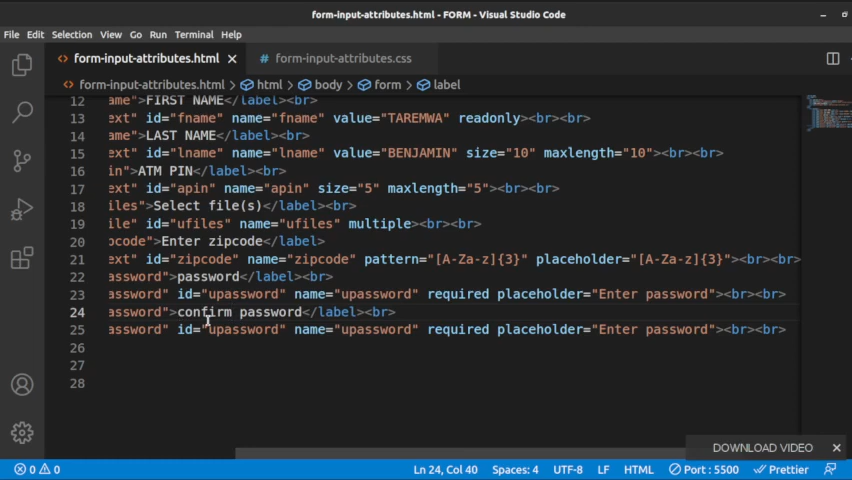 form-input-attributes.html - FORM - Visual Studio Code
File Edit Selection View Go Run Terminal Help
form-input-attributes.html
# form-input-attributes.css
form-input-attributes.html > html > body > form > label
12 ame">FIRST NAME</label><br>
13 ext" id="fname" name="fname" value="TAREMWA" readonly><br><br>
14 ame">LAST NAME</label><br>
15 ext" id="lname" name="lname" value="BENJAMIN" size="10" maxlength="10"><br><br>
16 in">ATM PIN</label><br>
17 ext" id="apin" name="apin" size="5" maxlength="5"><br><br>
18 iles">Select file(s)</label><br>
19 ile" id="ufiles" name="ufiles" multiple><br><br>
20 pcode">Enter zipcode</label>
21 ext" id="zipcode" name="zipcode" pattern="[A-Za-z]{3}" placeholder="[A-Za-z]{3}"><br><br>
22 assword">password</label><br>
23 assword" id="upassword" name="upassword" required placeholder="Enter password"><br><br>
24 assword">confirm password</label><br>
25 assword" id="upassword" name="upassword" required placeholder="Enter password"><br><br>
26
27
28
DOWNLOAD VIDEO
0 0 Ln 24, Col 40 Spaces: 4 UTF-8 LF HTML Port : 5500 Prettier